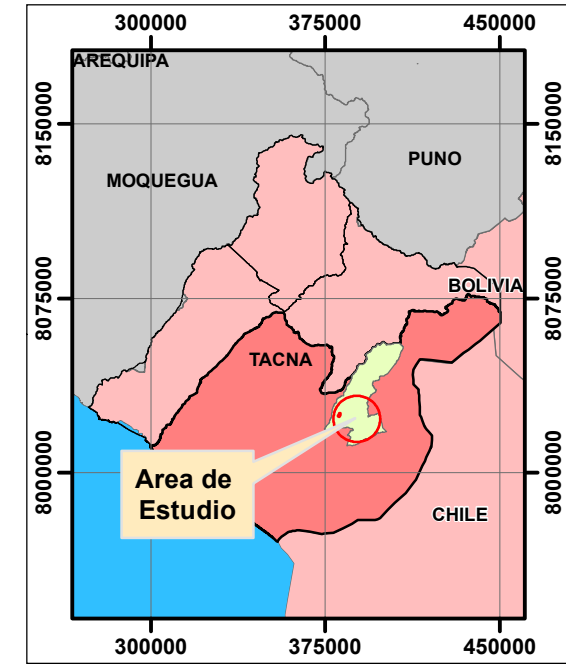 300000 375000 450000
AREQUIPA
8150000 8150000
PUNO
MOQUEGUA
BOLIVIA
8075000 8075000
TACNA
Area de
Estudio
8000000 8000000
CHILE
300000 375000 450000